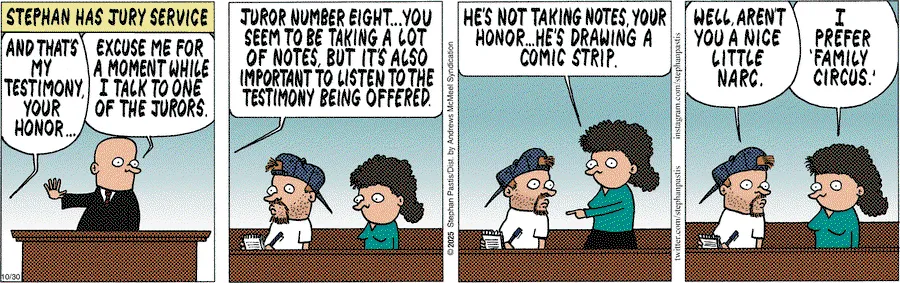 STEPHAN HAS JURY SERVICE
AND THAT'S
MY
TESTIMONY,
YOUR
HONOR...
EXCUSE ME FOR
A MOMENT WHILE
I TALK TO ONE
OF THE JURORS.
10/30
JUROR NUMBER EIGHT...YOU
SEEM TO BE TAKING A LOT
OF NOTES, BUT IT'S ALSO
IMPORTANT TO LISTEN TO THE
TESTIMONY BEING OFFERED.
© 2025 Stephan Pastis/Dist. by Andrews McMeel Syndication
HE'S NOT TAKING NOTES, YOUR
HONOR...HE'S DRAWING A
COMIC STRIP.
twitter.com/stephanpastis instagram.com/stephanpastis
WELL, AREN'T
YOU A NICE
LITTLE
NARC.
I
PREFER
'FAMILY
CIRCUS.'